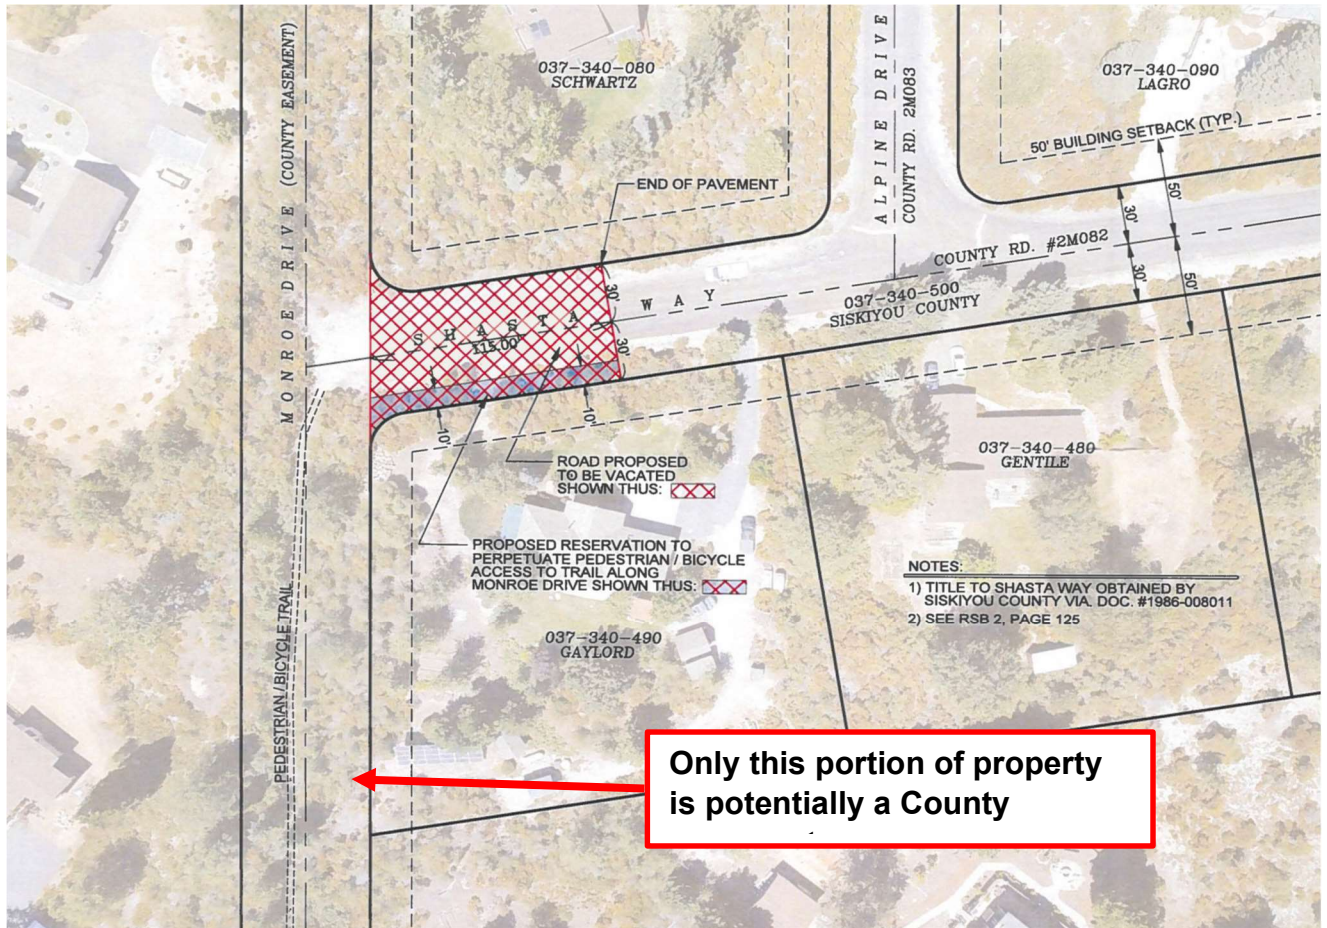 037-340-080
SCHWARTZ
037-340-090
LAGRO
50' BUILDING SETBACK (TYP.)
MONROE DRIVE (COUNTY EASEMENT)
ALPINE DRIVE
COUNTY RD. 2M083
END OF PAVEMENT
30'
50'
30'
50'
COUNTY RD. #2M082
SHASTA WAY
115.00'
30'
30'
037-340-500
SISKIYOU COUNTY
10'
10'
ROAD PROPOSED
TO BE VACATED
SHOWN THUS:
037-340-480
GENTILE
PROPOSED RESERVATION TO
PERPETUATE PEDESTRIAN / BICYCLE
ACCESS TO TRAIL ALONG
MONROE DRIVE SHOWN THUS:
NOTES:
1) TITLE TO SHASTA WAY OBTAINED BY
SISKIYOU COUNTY VIA. DOC. #1986-008011
2) SEE RSB 2, PAGE 125
037-340-490
GAYLORD
PEDESTRIAN / BICYCLE TRAIL
Only this portion of property
is potentially a County